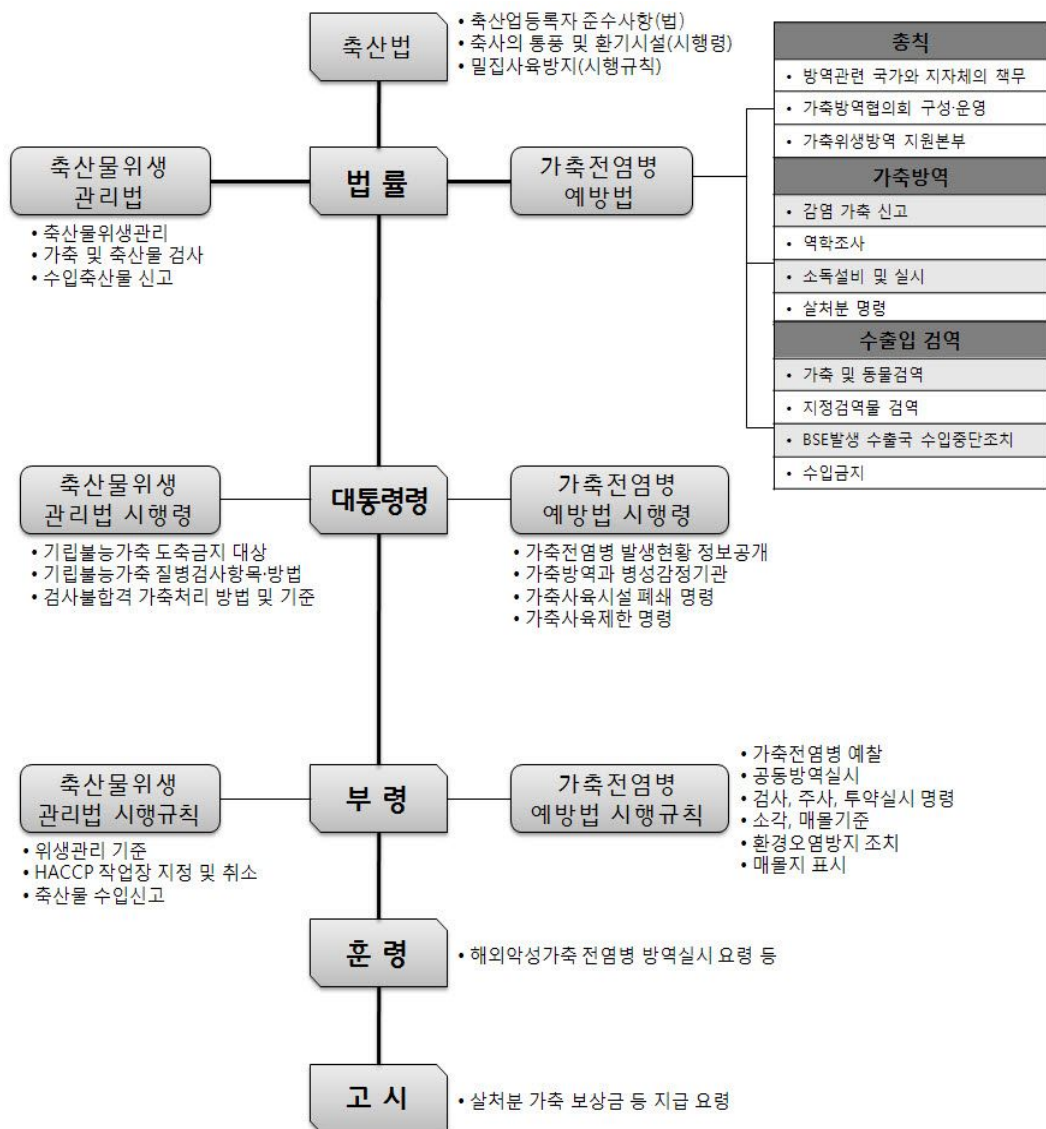 축산법
• 축산업등록자 준수사항(법)
• 축사의 통풍 및 환기시설(시행령)
• 밀집사육방지(시행규칙)
축산물위생
관리법
• 축산물위생관리
• 가축 및 축산물 검사
• 수입축산물 신고
법 률
가축전염병
예방법
총칙
• 방역관련 국가와 지자체의 책무
• 가축방역협의회 구성·운영
• 가축위생방역 지원본부
가축방역
• 감염 가축 신고
• 역학조사
• 소독설비 및 실시
• 살처분 명령
수출입 검역
• 가축 및 동물검역
• 지정검역물 검역
• BSE발생 수출국 수입중단조치
• 수입금지
축산물위생
관리법 시행령
• 기립불능가축 도축금지 대상
• 기립불능가축 질병검사항목·방법
• 검사불합격 가축처리 방법 및 기준
대통령령
가축전염병
예방법 시행령
• 가축전염병 발생현황 정보공개
• 가축방역과 병성감정기관
• 가축사육시설 폐쇄 명령
• 가축사육제한 명령
축산물위생
관리법 시행규칙
• 위생관리 기준
• HACCP 작업장 지정 및 취소
• 축산물 수입신고
부 령
가축전염병
예방법 시행규칙
• 가축전염병 예찰
• 공동방역실시
• 검사, 주사, 투약실시 명령
• 소각, 매몰기준
• 환경오염방지 조치
• 매몰지 표시
훈 령
• 해외악성가축 전염병 방역실시 요령 등
고 시
• 살처분 가축 보상금 등 지급 요령